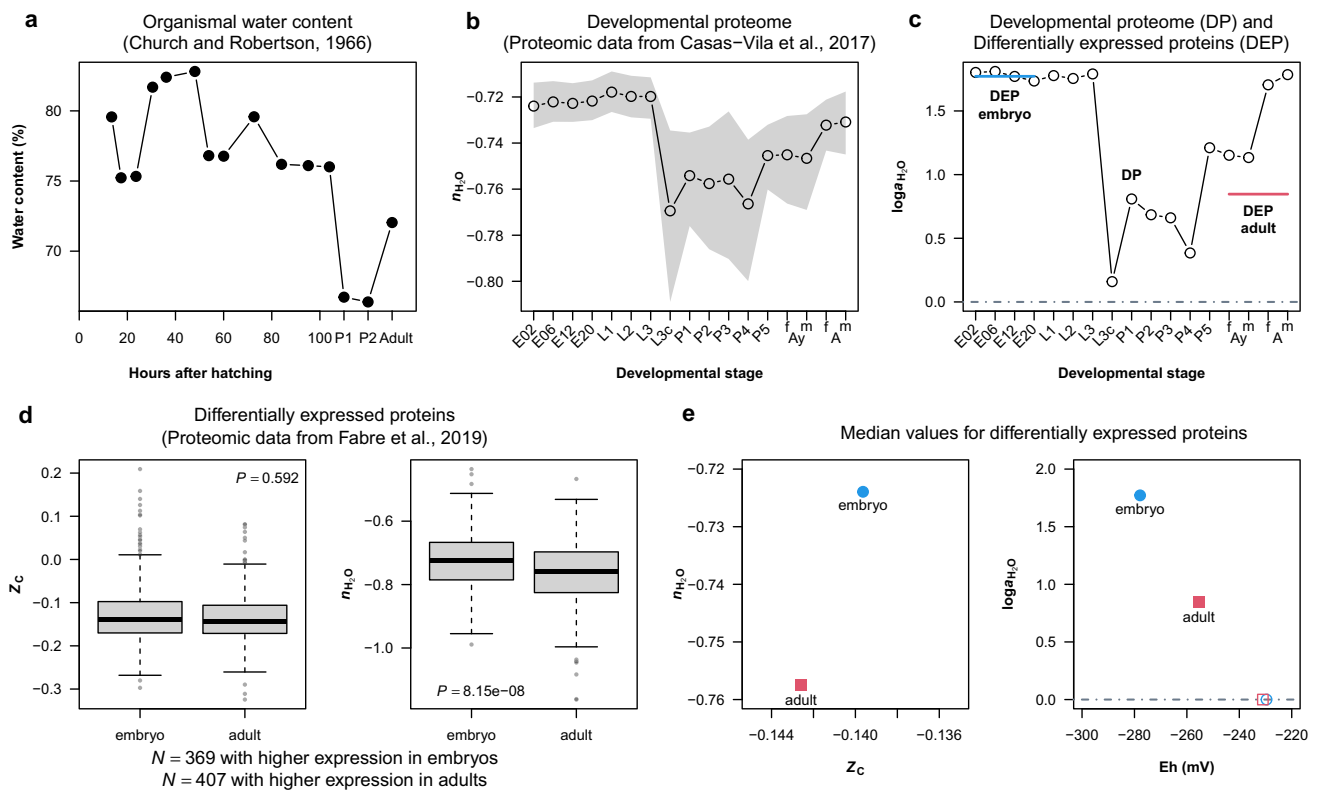 a
Organismal water content
(Church and Robertson, 1966)
Water content (%)
80
75
70
0 20 40 60 80 100 P1 P2 Adult
Hours after hatching
b
Developmental proteome
(Proteomic data from Casas−Vila et al., 2017)
nH2O
−0.72
−0.74
−0.76
−0.78
−0.80
E02 E06 E12 E20 L1 L2 L3 L3c P1 P2 P3 P4 P5 f m f m
Ay A
Developmental stage
c
Developmental proteome (DP) and
Differentially expressed proteins (DEP)
logaH2O
1.5
1.0
0.5
0.0
DEP
embryo
DP
DEP
adult
E02 E06 E12 E20 L1 L2 L3 L3c P1 P2 P3 P4 P5 f m f m
Ay A
Developmental stage
d
Differentially expressed proteins
(Proteomic data from Fabre et al., 2019)
ZC
0.2
0.1
0.0
−0.1
−0.2
−0.3
P = 0.592
embryo adult
nH2O
−0.6
−0.8
−1.0
P = 8.15e−08
embryo adult
N = 369 with higher expression in embryos
N = 407 with higher expression in adults
e
Median values for differentially expressed proteins
nH2O
−0.72
−0.73
−0.74
−0.75
−0.76
embryo
adult
−0.144 −0.140 −0.136
ZC
logaH2O
2.0
1.5
1.0
0.5
0.0
embryo
adult
−300 −280 −260 −240 −220
Eh (mV)